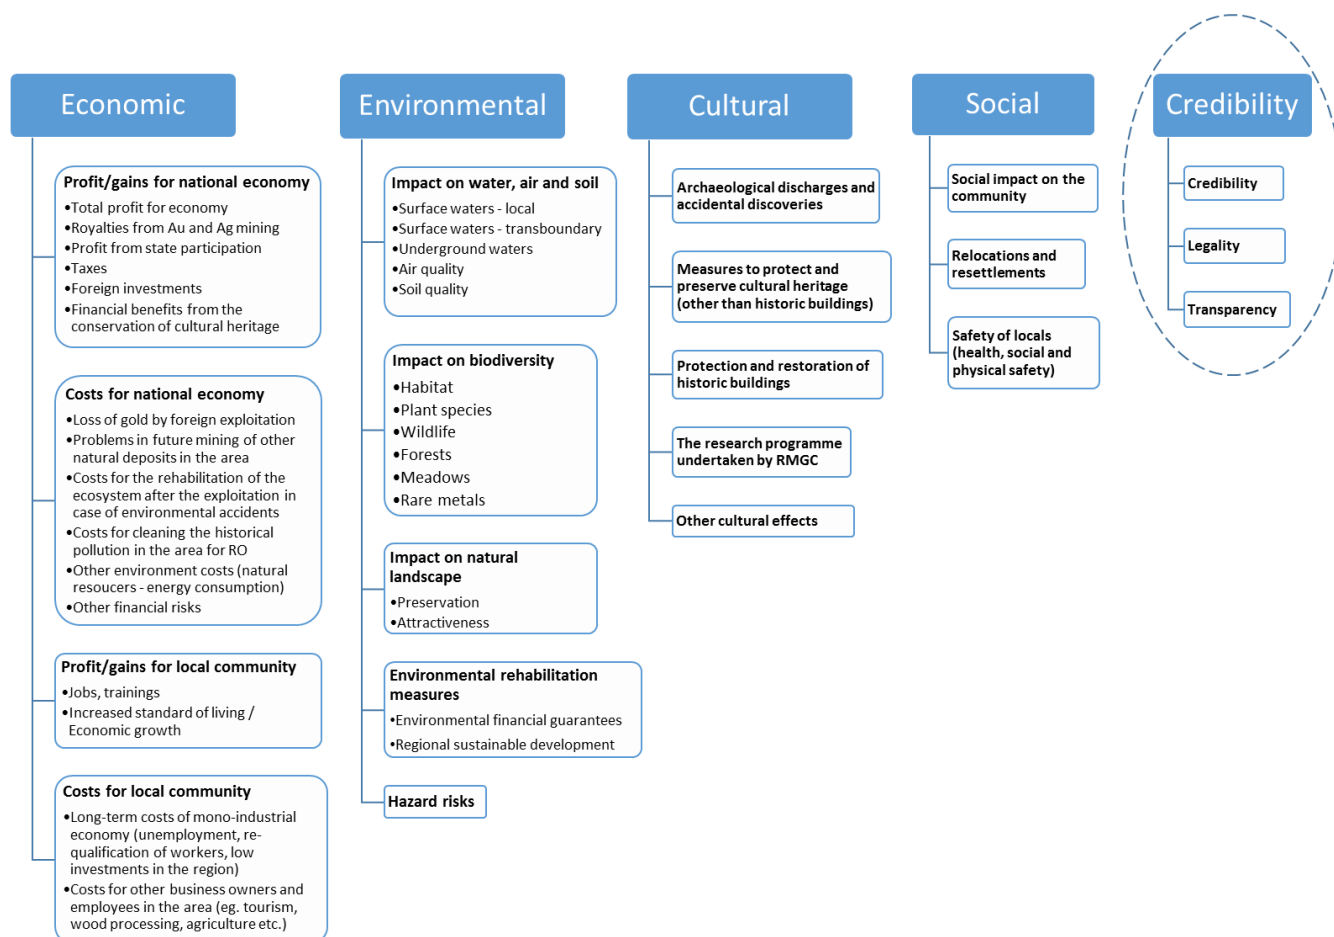 Economic
Profit/gains for national economy
•Total profit for economy
•Royalties from Au and Ag mining
•Profit from state participation
•Taxes
•Foreign investments
•Financial benefits from the
conservation of cultural heritage
Costs for national economy
•Loss of gold by foreign exploitation
•Problems in future mining of other
natural deposits in the area
•Costs for the rehabilitation of the
ecosystem after the exploitation in
case of environmental accidents
•Costs for cleaning the historical
pollution in the area for RO
•Other environment costs (natural
resoucers - energy consumption)
•Other financial risks
Profit/gains for local community
•Jobs, trainings
•Increased standard of living /
Economic growth
Costs for local community
•Long-term costs of mono-industrial
economy (unemployment, re-
qualification of workers, low
investments in the region)
•Costs for other business owners and
employees in the area (eg. tourism,
wood processing, agriculture etc.)
Environmental
Impact on water, air and soil
•Surface waters - local
•Surface waters - transboundary
•Underground waters
•Air quality
•Soil quality
Impact on biodiversity
•Habitat
•Plant species
•Wildlife
•Forests
•Meadows
•Rare metals
Impact on natural
landscape
•Preservation
•Attractiveness
Environmental rehabilitation
measures
•Environmental financial guarantees
•Regional sustainable development
Hazard risks
Cultural
Archaeological discharges and
accidental discoveries
Measures to protect and
preserve cultural heritage
(other than historic buildings)
Protection and restoration of
historic buildings
The research programme
undertaken by RMGC
Other cultural effects
Social
Social impact on the
community
Relocations and
resettlements
Safety of locals
(health, social and
physical safety)
Credibility
Credibility
Legality
Transparency